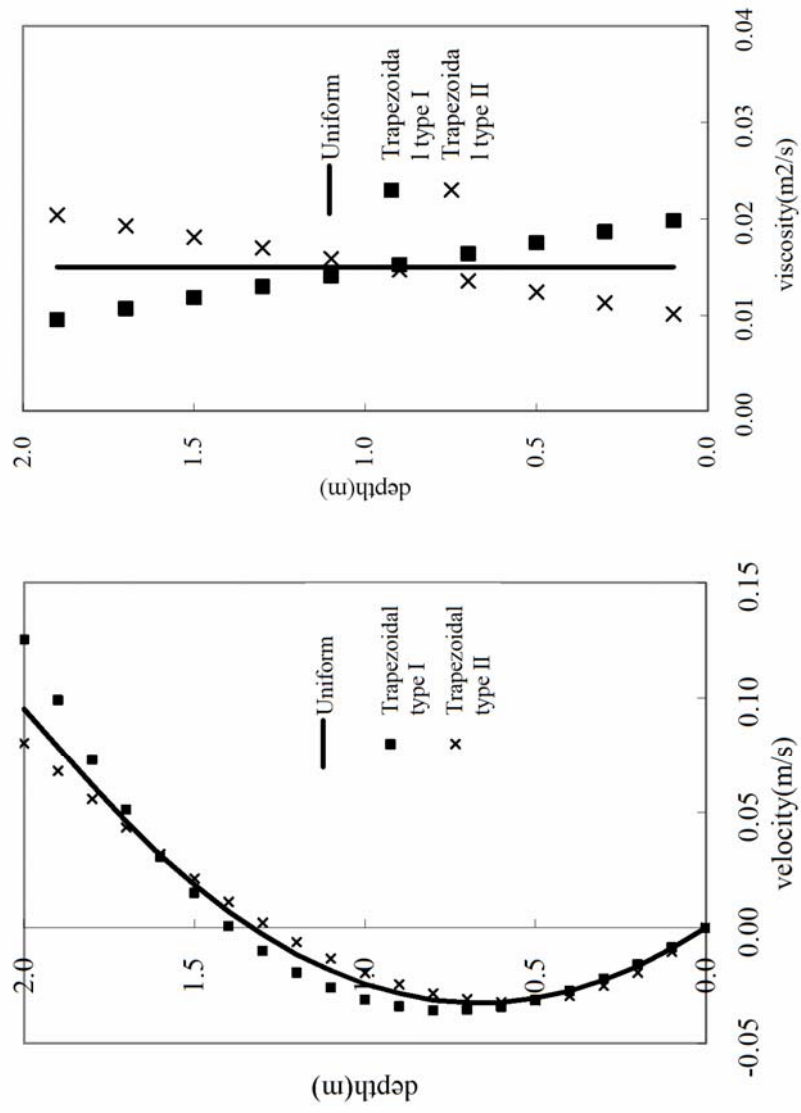 2.0
1.5
1.0
0.5
0.0
depth(m)
-0.05
0.00
0.05
0.10
0.15
velocity(m/s)
Uniform
Trapezoidal
type I
Trapezoidal
type II
2.0
1.5
1.0
0.5
0.0
depth(m)
0.00
0.01
0.02
0.03
0.04
viscosity(m2/s)
Uniform
Trapezoida
l type I
Trapezoida
l type II